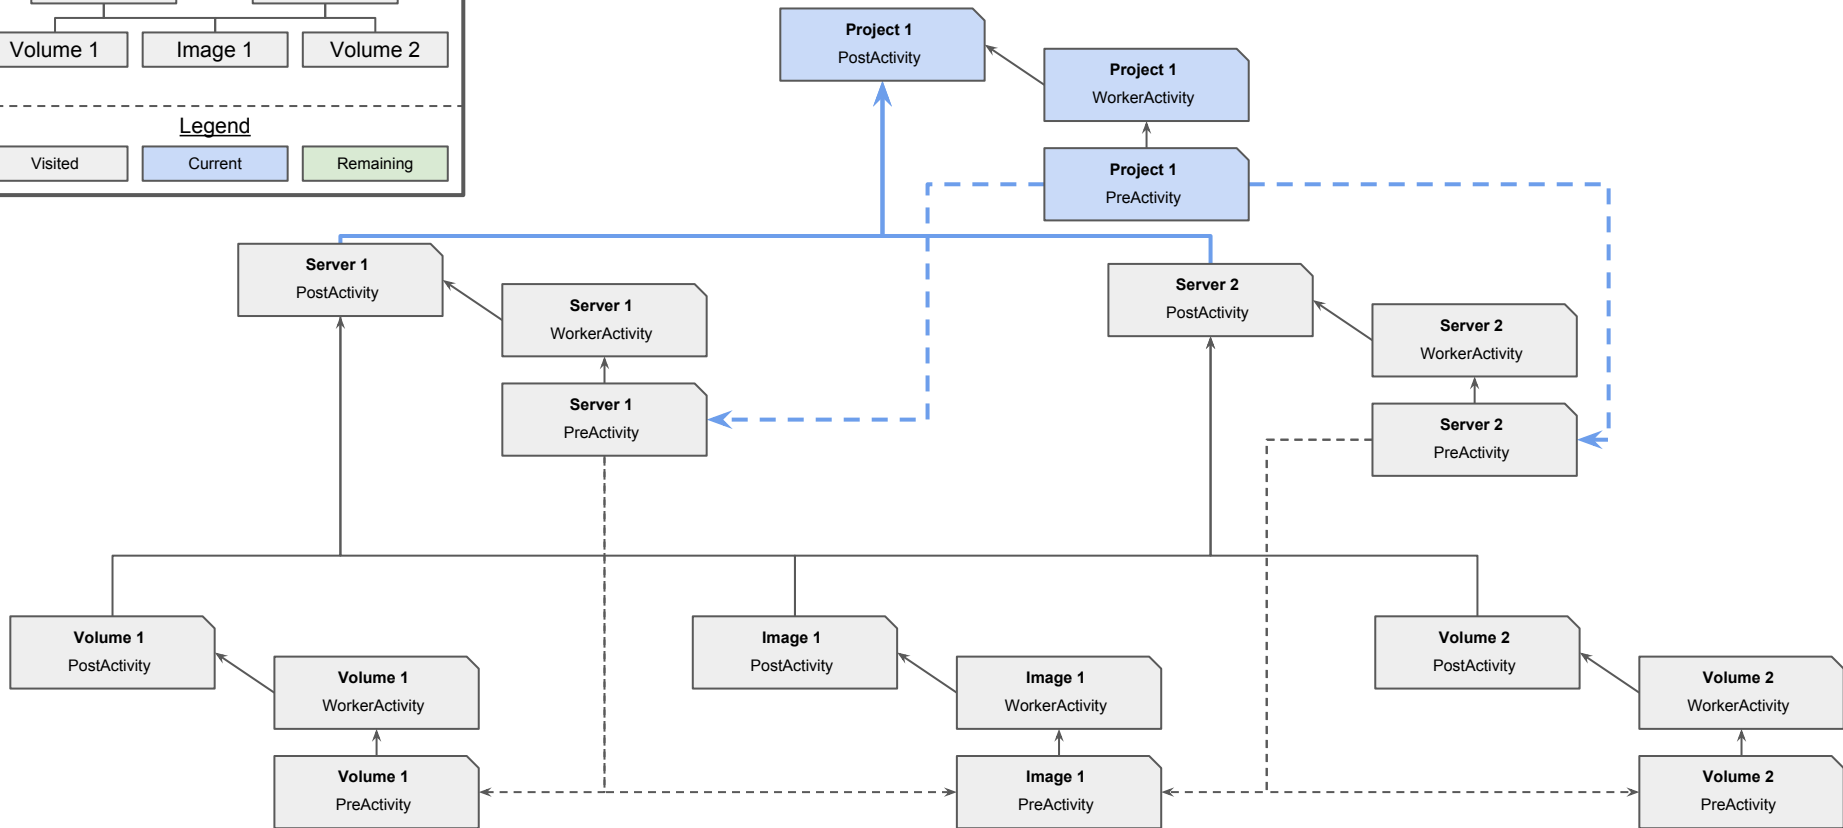 Volume 1
Image 1
Volume 2
Legend
Visited
Current
Remaining
Project 1
PostActivity
Project 1
WorkerActivity
Project 1
PreActivity
Server 1
PostActivity
Server 1
WorkerActivity
Server 1
PreActivity
Server 2
PostActivity
Server 2
WorkerActivity
Server 2
PreActivity
Volume 1
PostActivity
Volume 1
WorkerActivity
Volume 1
PreActivity
Image 1
PostActivity
Image 1
WorkerActivity
Image 1
PreActivity
Volume 2
PostActivity
Volume 2
WorkerActivity
Volume 2
PreActivity